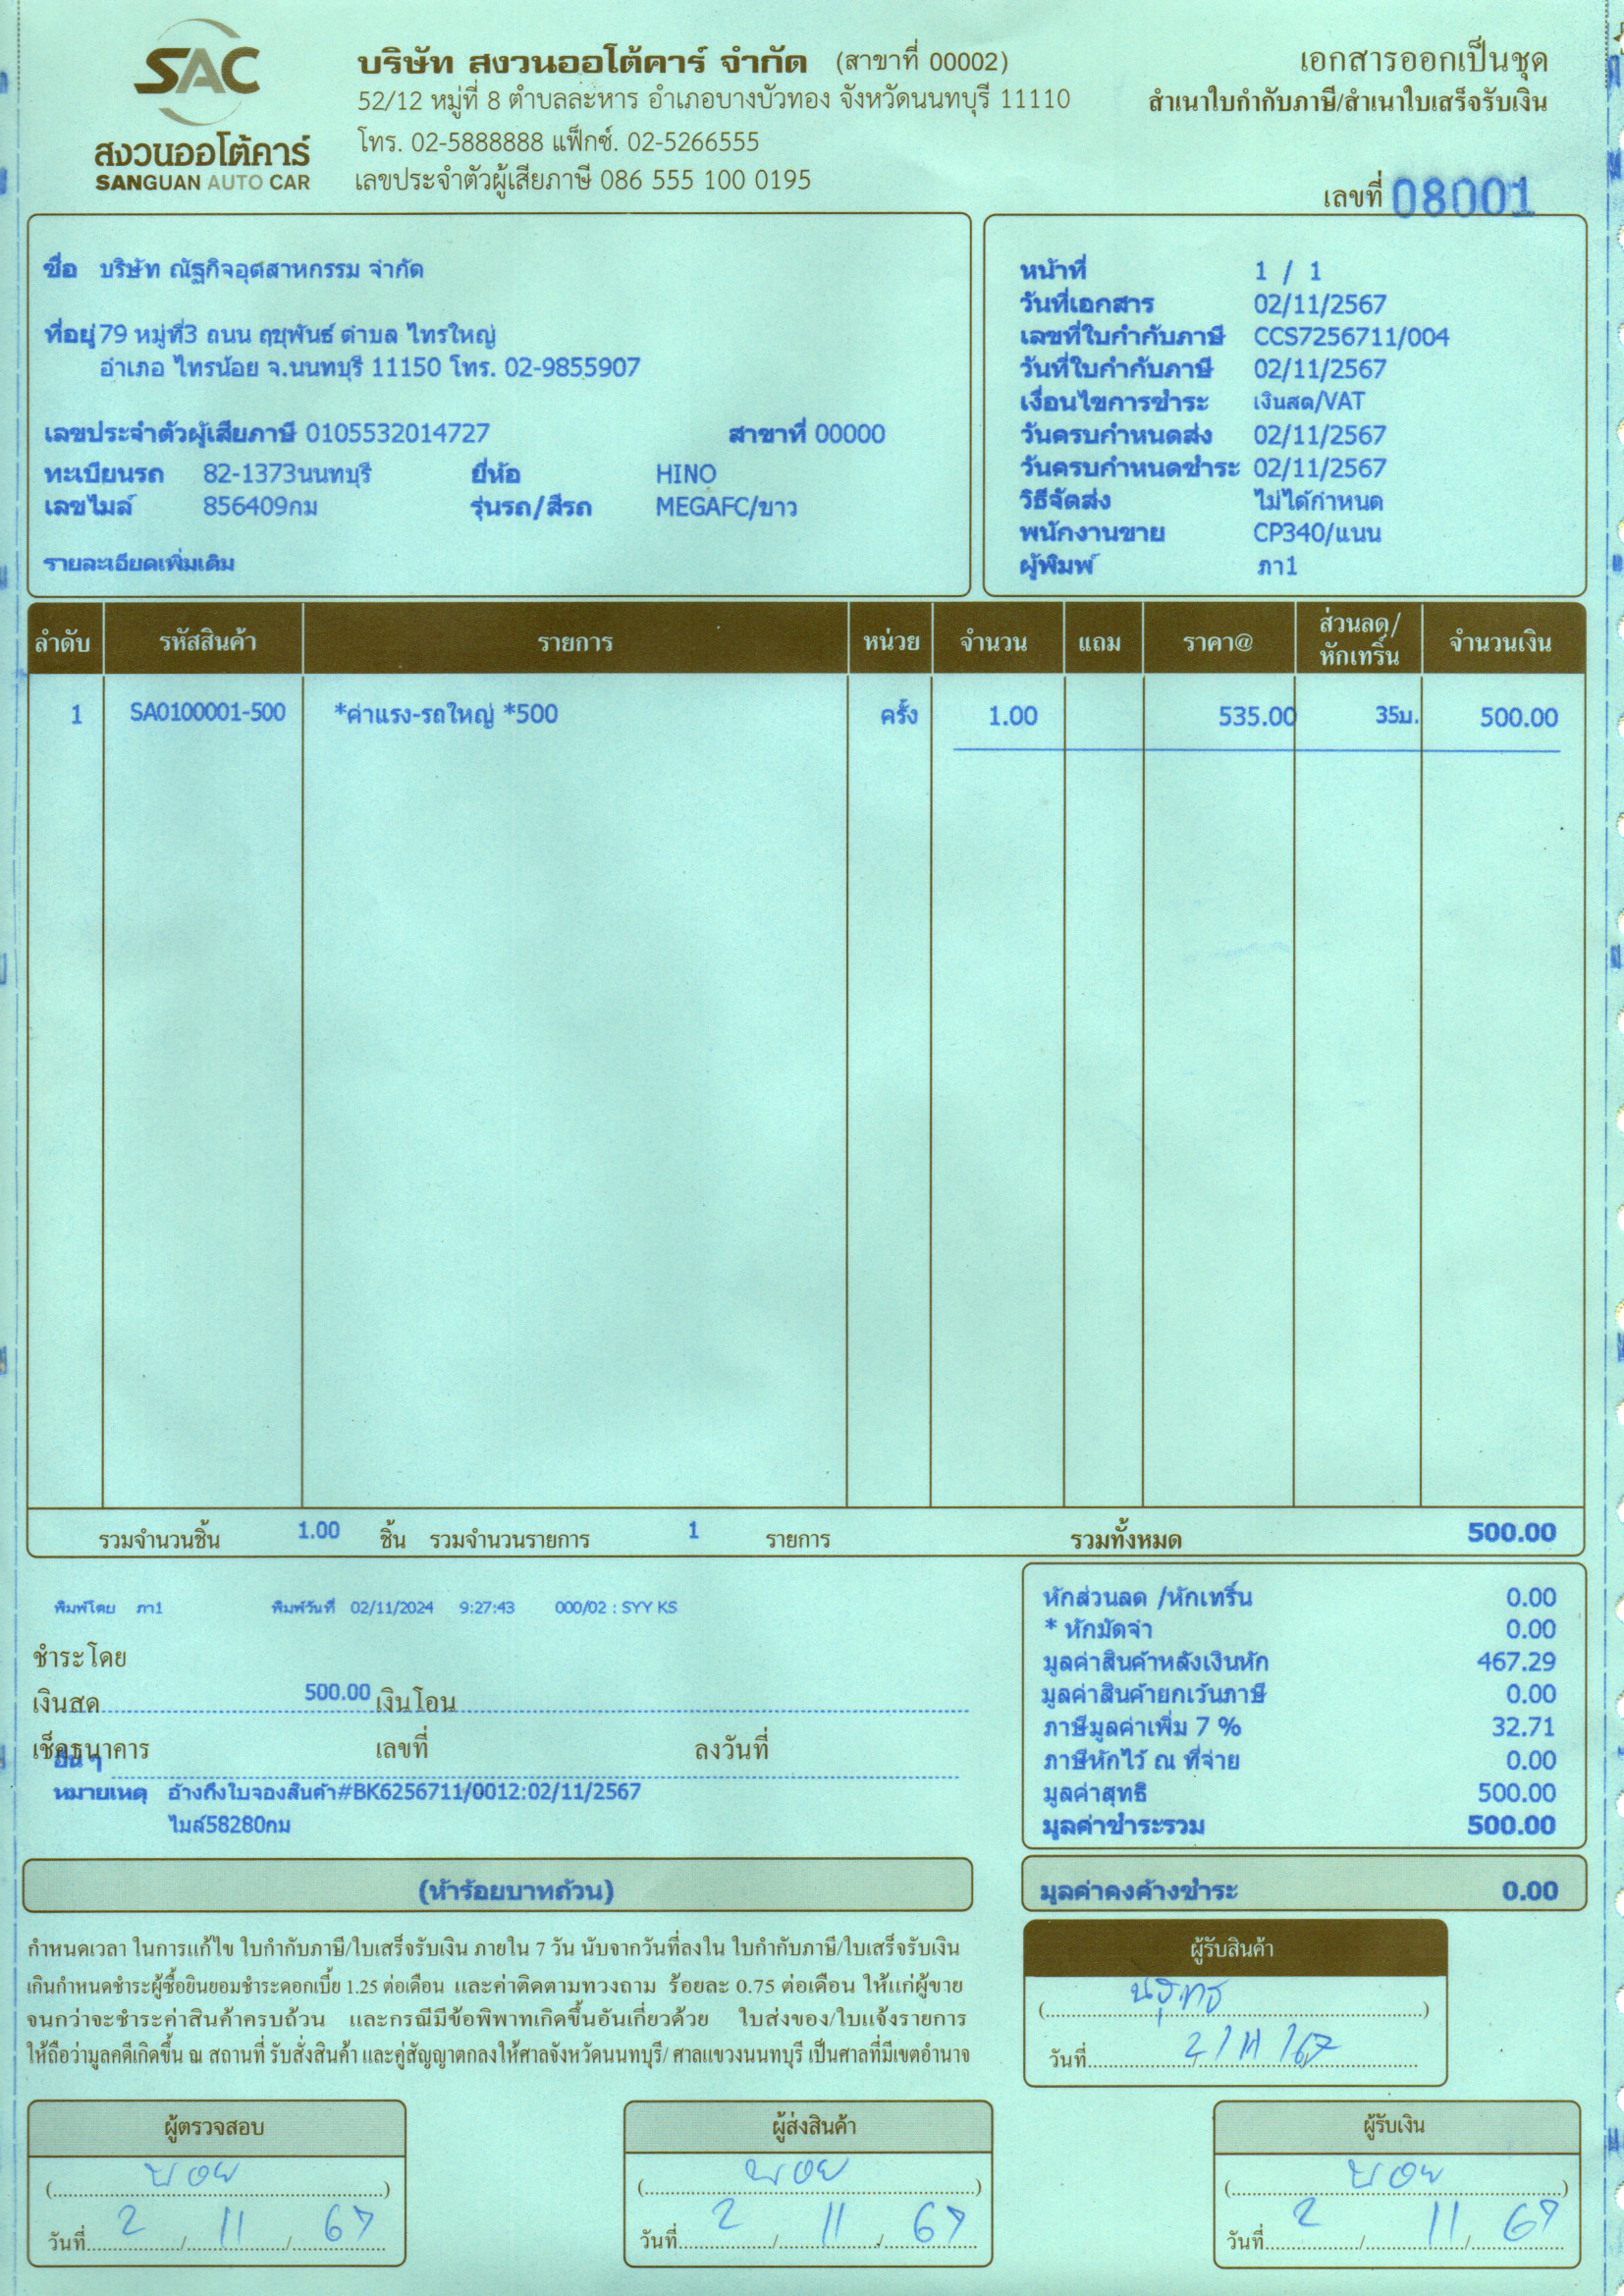 SAC
สงวนออโต้คาร์
SANGUAN AUTO CAR
บริษัท สงวนออโต้คาร์ จำกัด (สาขาที่ 00002)
52/12 หมู่ที่ 8 ตำบลละหาร อำเภอบางบัวทอง จังหวัดนนทบุรี 11110
โทร. 02-5888888 แฟ็กซ์. 02-5266555
เลขประจำตัวผู้เสียภาษี 086 555 100 0195
เอกสารออกเป็นชุด
สำเนาใบกำกับภาษี/สำเนาใบเสร็จรับเงิน
เลขที่ 08001
ชื่อ บริษัท ณัฐกิจอุตสาหกรรม จำกัด
ที่อยู่ 79 หมู่ที่3 ถนน ฤชุพันธ์ ตำบล ไทรใหญ่
อำเภอ ไทรน้อย จ.นนทบุรี 11150 โทร. 02-9855907
เลขประจำตัวผู้เสียภาษี 0105532014727 สาขาที่ 00000
ทะเบียนรถ 82-1373นนทบุรี ยี่ห้อ HINO
เลขไมล์ 856409กม รุ่นรถ/สีรถ MEGAFC/ขาว
รายละเอียดเพิ่มเติม
หน้าที่ 1 / 1
วันที่เอกสาร 02/11/2567
เลขที่ใบกำกับภาษี CCS7256711/004
วันที่ใบกำกับภาษี 02/11/2567
เงื่อนไขการชำระ เงินสด/VAT
วันครบกำหนดส่ง 02/11/2567
วันครบกำหนดชำระ 02/11/2567
วิธีจัดส่ง ไม่ได้กำหนด
พนักงานขาย CP340/แนน
ผู้พิมพ์ ภา1
ลำดับ รหัสสินค้า รายการ หน่วย จำนวน แถม ราคา@ ส่วนลด/หักเทริ์น จำนวนเงิน
1 SA0100001-500 *ค่าแรง-รถใหญ่ *500 ครั้ง 1.00 535.00 35บ. 500.00
รวมจำนวนชิ้น 1.00 ชิ้น รวมจำนวนรายการ 1 รายการ รวมทั้งหมด 500.00
พิมพ์โดย ภา1 พิมพ์วันที่ 02/11/2024 9:27:43 000/02 : SYY KS
ชำระโดย
เงินสด 500.00 เงินโอน
เช็คธนาคาร เลขที่ ลงวันที่
อื่น ๆ
หมายเหตุ อ้างถึงใบจองสินค้า#BK6256711/0012:02/11/2567
ไมล์58280กม
หักส่วนลด /หักเทริ์น 0.00
* หักมัดจำ 0.00
มูลค่าสินค้าหลังเงินหัก 467.29
มูลค่าสินค้ายกเว้นภาษี 0.00
ภาษีมูลค่าเพิ่ม 7 % 32.71
ภาษีหักไว้ ณ ที่จ่าย 0.00
มูลค่าสุทธิ 500.00
มูลค่าชำระรวม 500.00
(ห้าร้อยบาทถ้วน)
มูลค่าคงค้างชำระ 0.00
กำหนดเวลา ในการแก้ไข ใบกำกับภาษี/ใบเสร็จรับเงิน ภายใน 7 วัน นับจากวันที่ลงใน ใบกำกับภาษี/ใบเสร็จรับเงิน
เกินกำหนดชำระผู้ซื้อยินยอมชำระดอกเบี้ย 1.25 ต่อเดือน และค่าติดตามทวงถาม ร้อยละ 0.75 ต่อเดือน ให้แก่ผู้ขาย
จนกว่าจะชำระค่าสินค้าครบถ้วน และกรณีมีข้อพิพาทเกิดขึ้นอันเกี่ยวด้วย ใบส่งของ/ใบแจ้งรายการ
ให้ถือว่ามูลคดีเกิดขึ้น ณ สถานที่ รับสั่งสินค้า และคู่สัญญาตกลงให้ศาลจังหวัดนนทบุรี/ ศาลแขวงนนทบุรี เป็นศาลที่มีเขตอำนาจ
ผู้รับสินค้า
วันที่ 2/11/67
ผู้ตรวจสอบ ผู้ส่งสินค้า ผู้รับเงิน
วันที่ 2 / 11 / 67 วันที่ 2 / 11 / 67 วันที่ 2 / 11 / 67